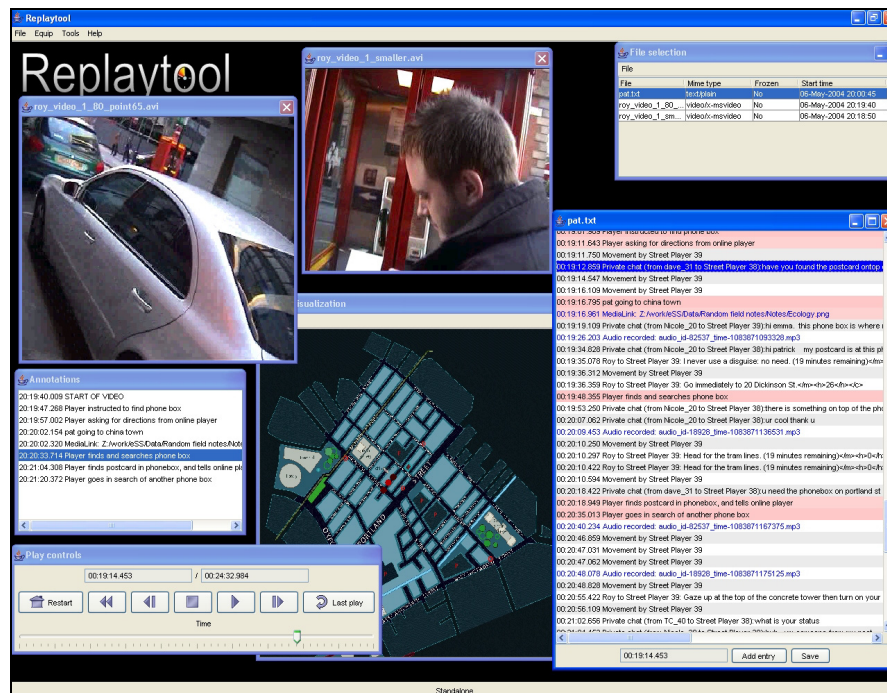 Replaytool
File Equip Tools Help
Replaytool
roy_video_1_80_point65.avi
roy_video_1_smaller.avi
File selection
File
File Mime type Frozen Start time
pat.txt text/plain No 06-May-2004 20:00:45
roy_video_1_80_... video/x-msvideo No 06-May-2004 20:19:40
roy_video_1_sm... video/x-msvideo No 06-May-2004 20:18:50
pat.txt
00:19:01.909 Player instructed to find phone box
00:19:11.643 Player asking for directions from online player
00:19:11.750 Movement by Street Player 39
00:19:12.859 Private chat (from dave_31 to Street Player 38):have you found the postcard ontop
00:19:14.547 Movement by Street Player 39
00:19:16.109 Movement by Street Player 39
00:19:16.795 pat going to china town
00:19:16.961 MediaLink: Z:/work/eSS/Data/Random field notes/Notes/Ecology.png
00:19:19.109 Private chat (from Nicole_20 to Street Player 39):hi emma. this phone box is where
00:19:26.203 Audio recorded: audio_id-82537_time-1083871093328.mp3
00:19:34.828 Private chat (from Nicole_20 to Street Player 38):hi patrick my postcard is at this
00:19:35.078 Roy to Street Player 39: I never use a disguise: no need. (19 minutes remaining)</m>
00:19:36.312 Movement by Street Player 39
00:19:36.359 Roy to Street Player 39: Go immediately to 20 Dickinson St.</m><h>26</h></c>
00:19:48.355 Player finds and searches phone box
00:19:53.250 Private chat (from Nicole_20 to Street Player 38):there is something on top of the
00:20:07.062 Private chat (from Nicole_20 to Street Player 38):ur cool thank u
00:20:09.453 Audio recorded: audio_id-18928_time-1083871136531.mp3
00:20:10.250 Movement by Street Player 39
00:20:10.297 Roy to Street Player 39: Head for the tram lines. (19 minutes remaining)</m><h>0</h>
00:20:10.422 Roy to Street Player 39: Head for the tram lines. (19 minutes remaining)</m><h>0</h>
00:20:10.594 Movement by Street Player 39
00:20:18.422 Private chat (from dave_31 to Street Player 38):u need the phonebox on portland st
00:20:18.949 Player finds postcard in phonebox, and tells online player
00:20:35.013 Player goes in search of another phone box
00:20:40.234 Audio recorded: audio_id-82537_time-1083871167375.mp3
00:20:46.859 Movement by Street Player 39
00:20:47.031 Movement by Street Player 39
00:20:47.062 Movement by Street Player 39
00:20:48.078 Audio recorded: audio_id-18928_time-1083871175125.mp3
00:20:48.828 Movement by Street Player 39
00:20:55.422 Roy to Street Player 39: Gaze up at the top of the concrete tower then turn on your
00:20:56.109 Movement by Street Player 39
00:21:02.656 Private chat (from TC_40 to Street Player 38):what is your status
00:19:14.453 Add entry Save
Annotations
20:19:40.009 START OF VIDEO
20:19:47.268 Player instructed to find phone box
20:19:57.002 Player asking for directions from online player
20:20:02.154 pat going to china town
20:20:02.320 MediaLink: Z:/work/eSS/Data/Random field notes/Not
20:20:33.714 Player finds and searches phone box
20:21:04.308 Player finds postcard in phonebox, and tells online
20:21:20.372 Player goes in search of another phone box
Play controls
00:19:14.453 / 00:24:32.984
Restart Last play
Time
Standalone